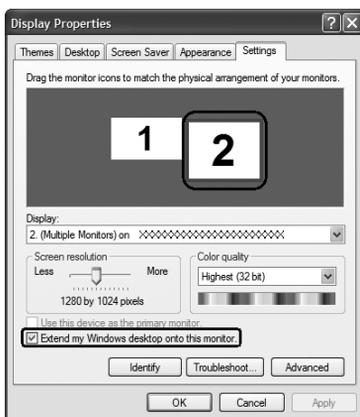 Display Properties
Themes Desktop Screen Saver Appearance Settings
Drag the monitor icons to match the physical arrangement of your monitors.
1 2
Display:
2. (Multiple Monitors) on XXXXXXXXXXXXXXXXXXXXXXXX
Screen resolution
Less More
1280 by 1024 pixels
Color quality
Highest (32 bit)
Use this device as the primary monitor.
Extend my Windows desktop onto this monitor.
Identify Troubleshoot... Advanced
OK Cancel Apply